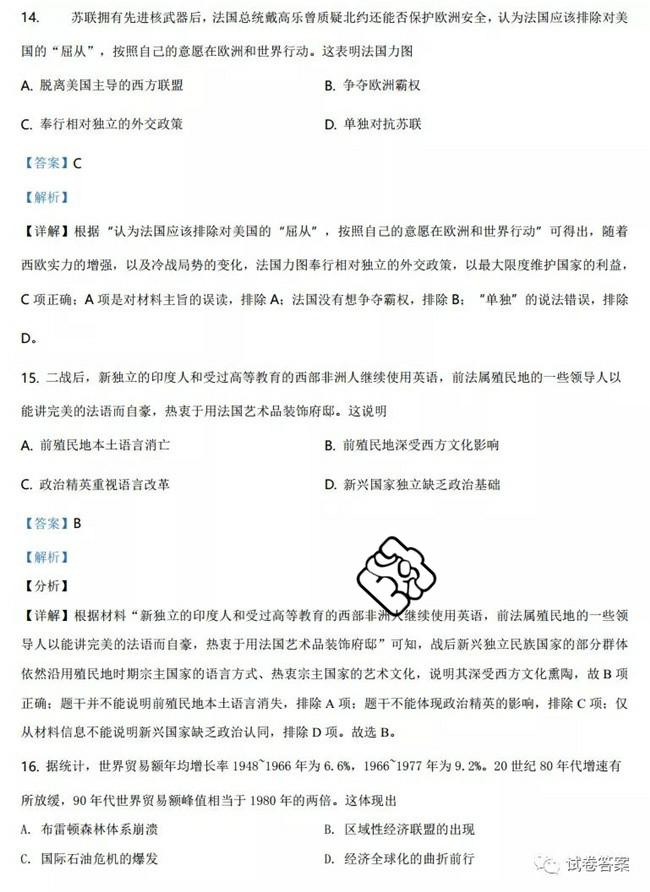 14. 苏联拥有先进核武器后，法国总统戴高乐曾质疑北约还能否保护欧洲安全，认为法国应该排除对美
国的“屈从”，按照自己的意愿在欧洲和世界行动。这表明法国力图
A. 脱离美国主导的西方联盟 B. 争夺欧洲霸权
C. 奉行相对独立的外交政策 D. 单独对抗苏联
【答案】C
【解析】
【详解】根据“认为法国应该排除对美国的“屈从”，按照自己的意愿在欧洲和世界行动”可得出，随着
西欧实力的增强，以及冷战局势的变化，法国力图奉行相对独立的外交政策，以最大限度维护国家的利益，
C 项正确；A 项是对材料主旨的误读，排除 A；法国没有想争夺霸权，排除 B；“单独”的说法错误，排除
D。
15. 二战后，新独立的印度人和受过高等教育的西部非洲人继续使用英语，前法属殖民地的一些领导人以
能讲完美的法语而自豪，热衷于用法国艺术品装饰府邸。这说明
A. 前殖民地本土语言消亡 B. 前殖民地深受西方文化影响
C. 政治精英重视语言改革 D. 新兴国家独立缺乏政治基础
【答案】B
【解析】
【分析】
【详解】根据材料“新独立的印度人和受过高等教育的西部非洲人继续使用英语，前法属殖民地的一些领
导人以能讲完美的法语而自豪，热衷于用法国艺术品装饰府邸”可知，战后新兴独立民族国家的部分群体
依然沿用殖民地时期宗主国家的语言方式、热衷宗主国家的艺术文化，说明其深受西方文化熏陶，故 B 项
正确；题干并不能说明前殖民地本土语言消失，排除 A 项；题干不能体现政治精英的影响，排除 C 项；仅
从材料信息不能说明新兴国家缺乏政治认同，排除 D 项。故选 B。
16. 据统计，世界贸易额年均增长率 1948~1966 年为 6.6%，1966~1977 年为 9.2%。20 世纪 80 年代增速有
所放缓，90 年代世界贸易额峰值相当于 1980 年的两倍。这体现出
A. 布雷顿森林体系崩溃 B. 区域性经济联盟的出现
C. 国际石油危机的爆发 D. 经济全球化的曲折前行
试卷答案